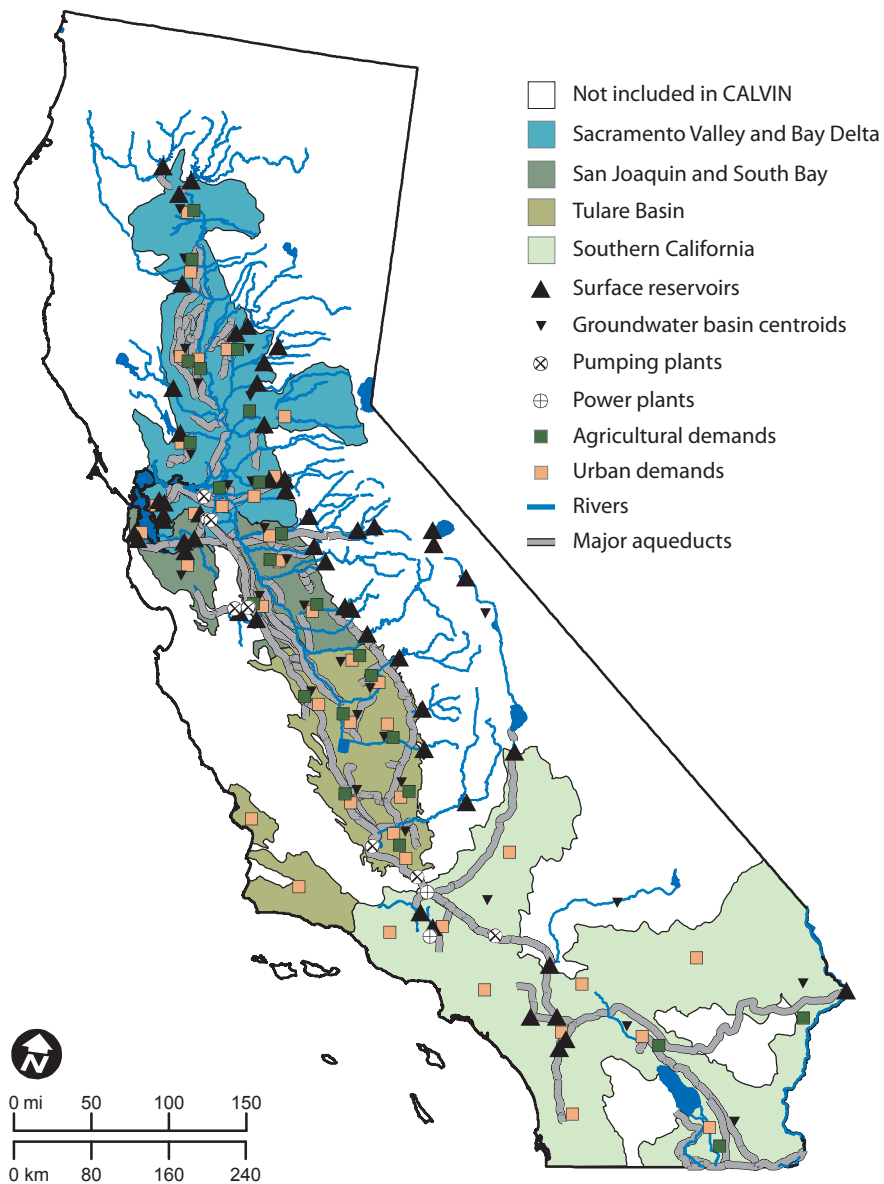 Not included in CALVIN
Sacramento Valley and Bay Delta
San Joaquin and South Bay
Tulare Basin
Southern California
Surface reservoirs
Groundwater basin centroids
Pumping plants
Power plants
Agricultural demands
Urban demands
Rivers
Major aqueducts
N
0 mi 50 100 150
0 km 80 160 240